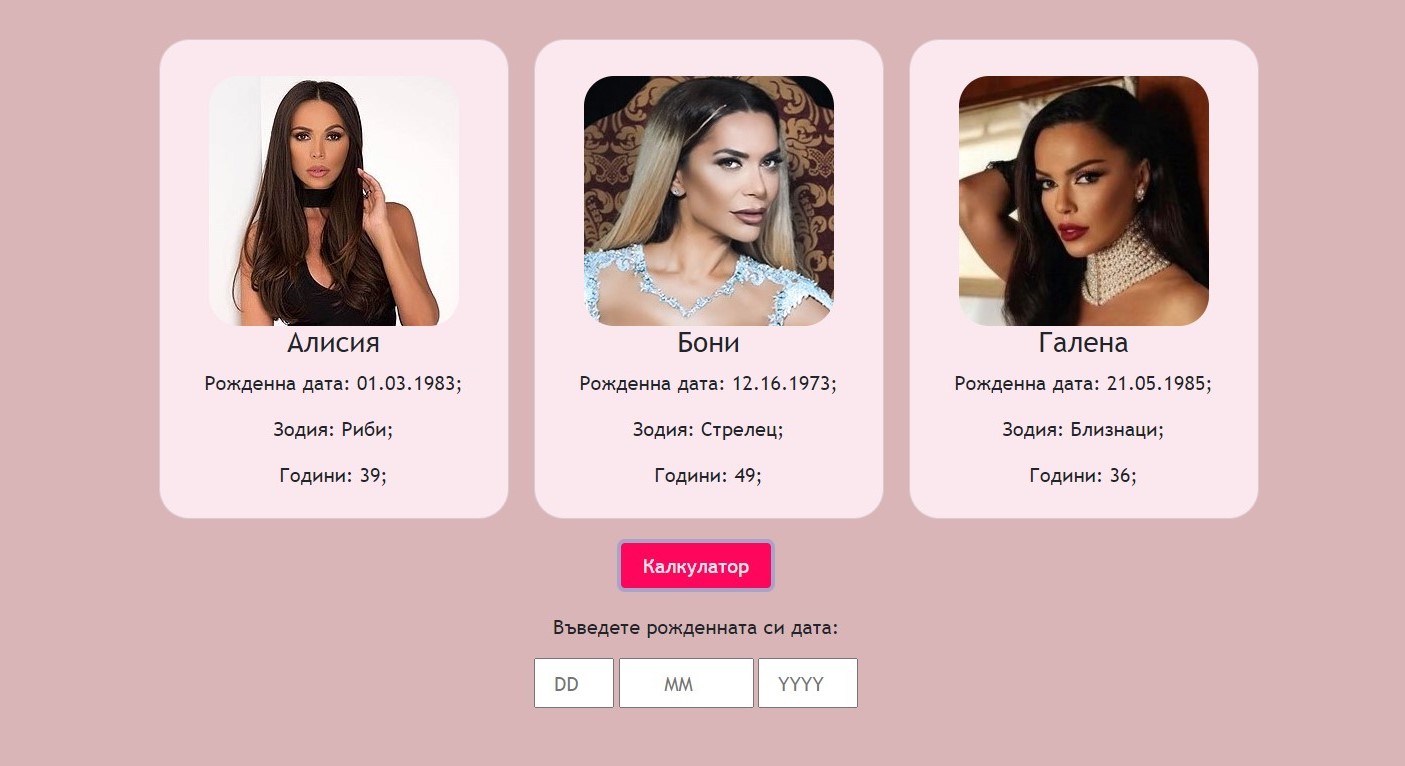 Алисия
Рожденна дата: 01.03.1983;
Зодия: Риби;
Години: 39;
Бони
Рожденна дата: 12.16.1973;
Зодия: Стрелец;
Години: 49;
Галена
Рожденна дата: 21.05.1985;
Зодия: Близнаци;
Години: 36;
Калкулатор
Въведете рожденната си дата:
DD MM YYYY